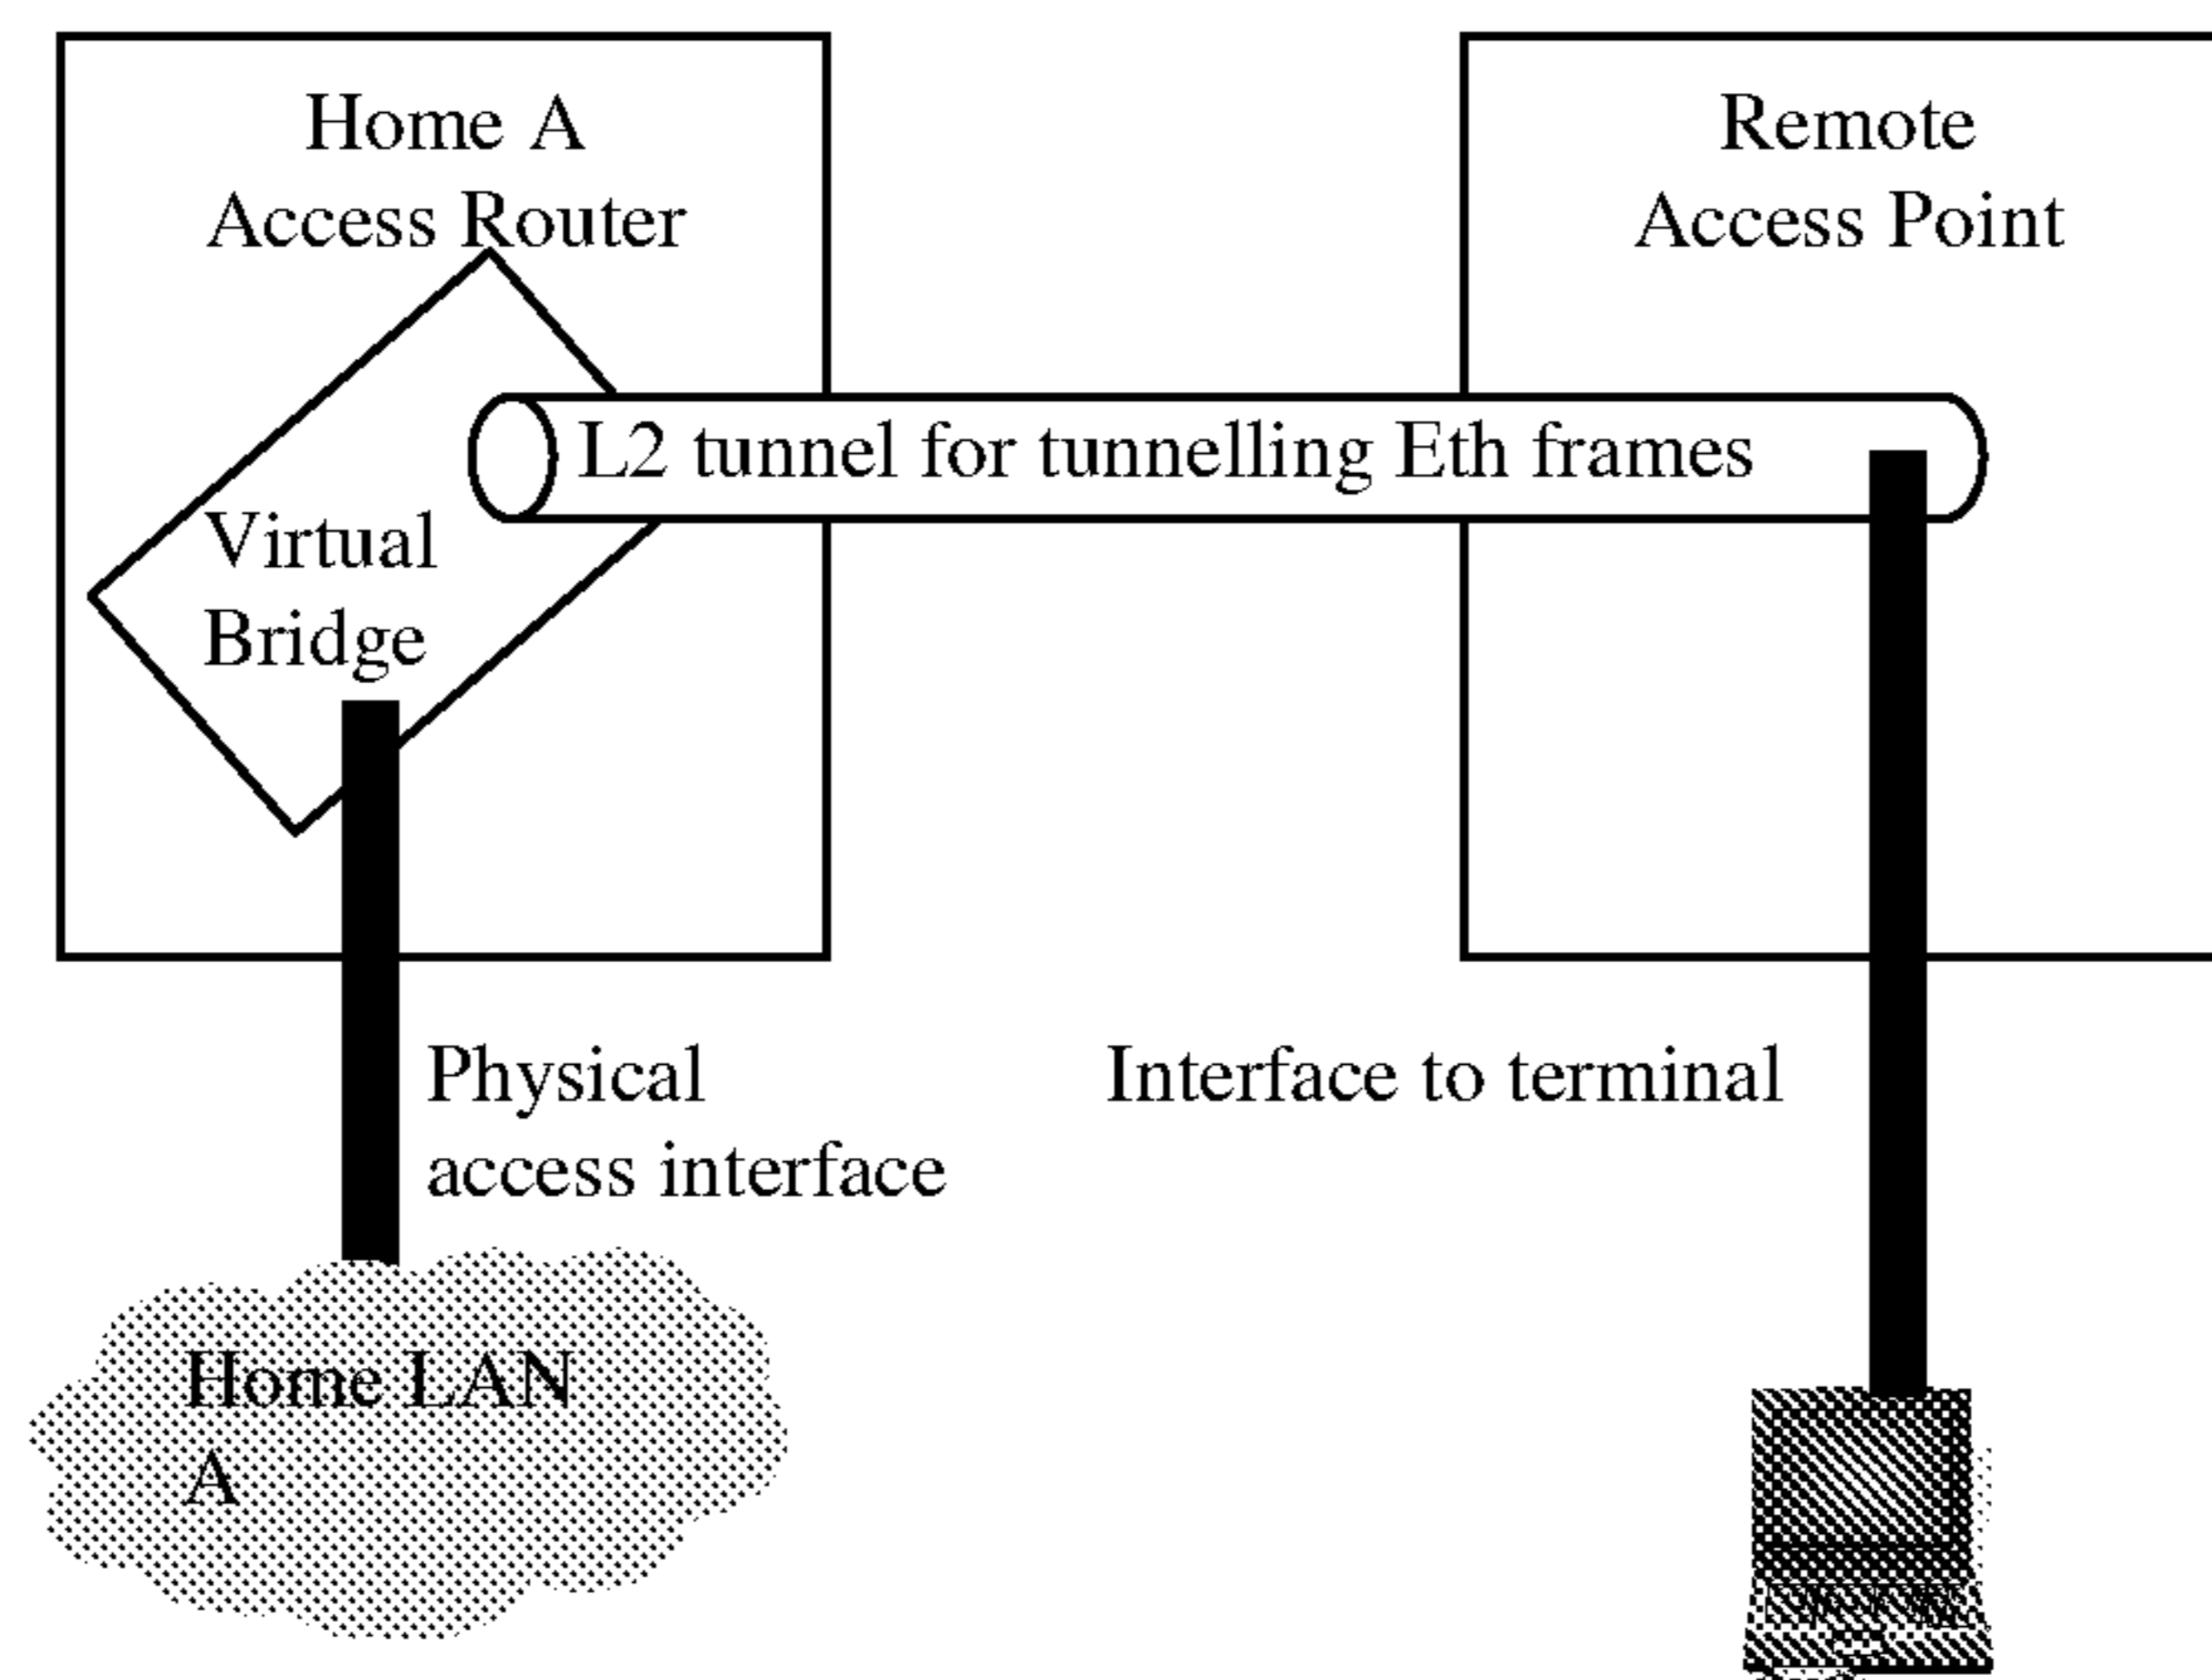 Home A
Access Router
Remote
Access Point
L2 tunnel for tunnelling Eth frames
Virtual
Bridge
Physical
access interface
Interface to terminal
Home LAN
A